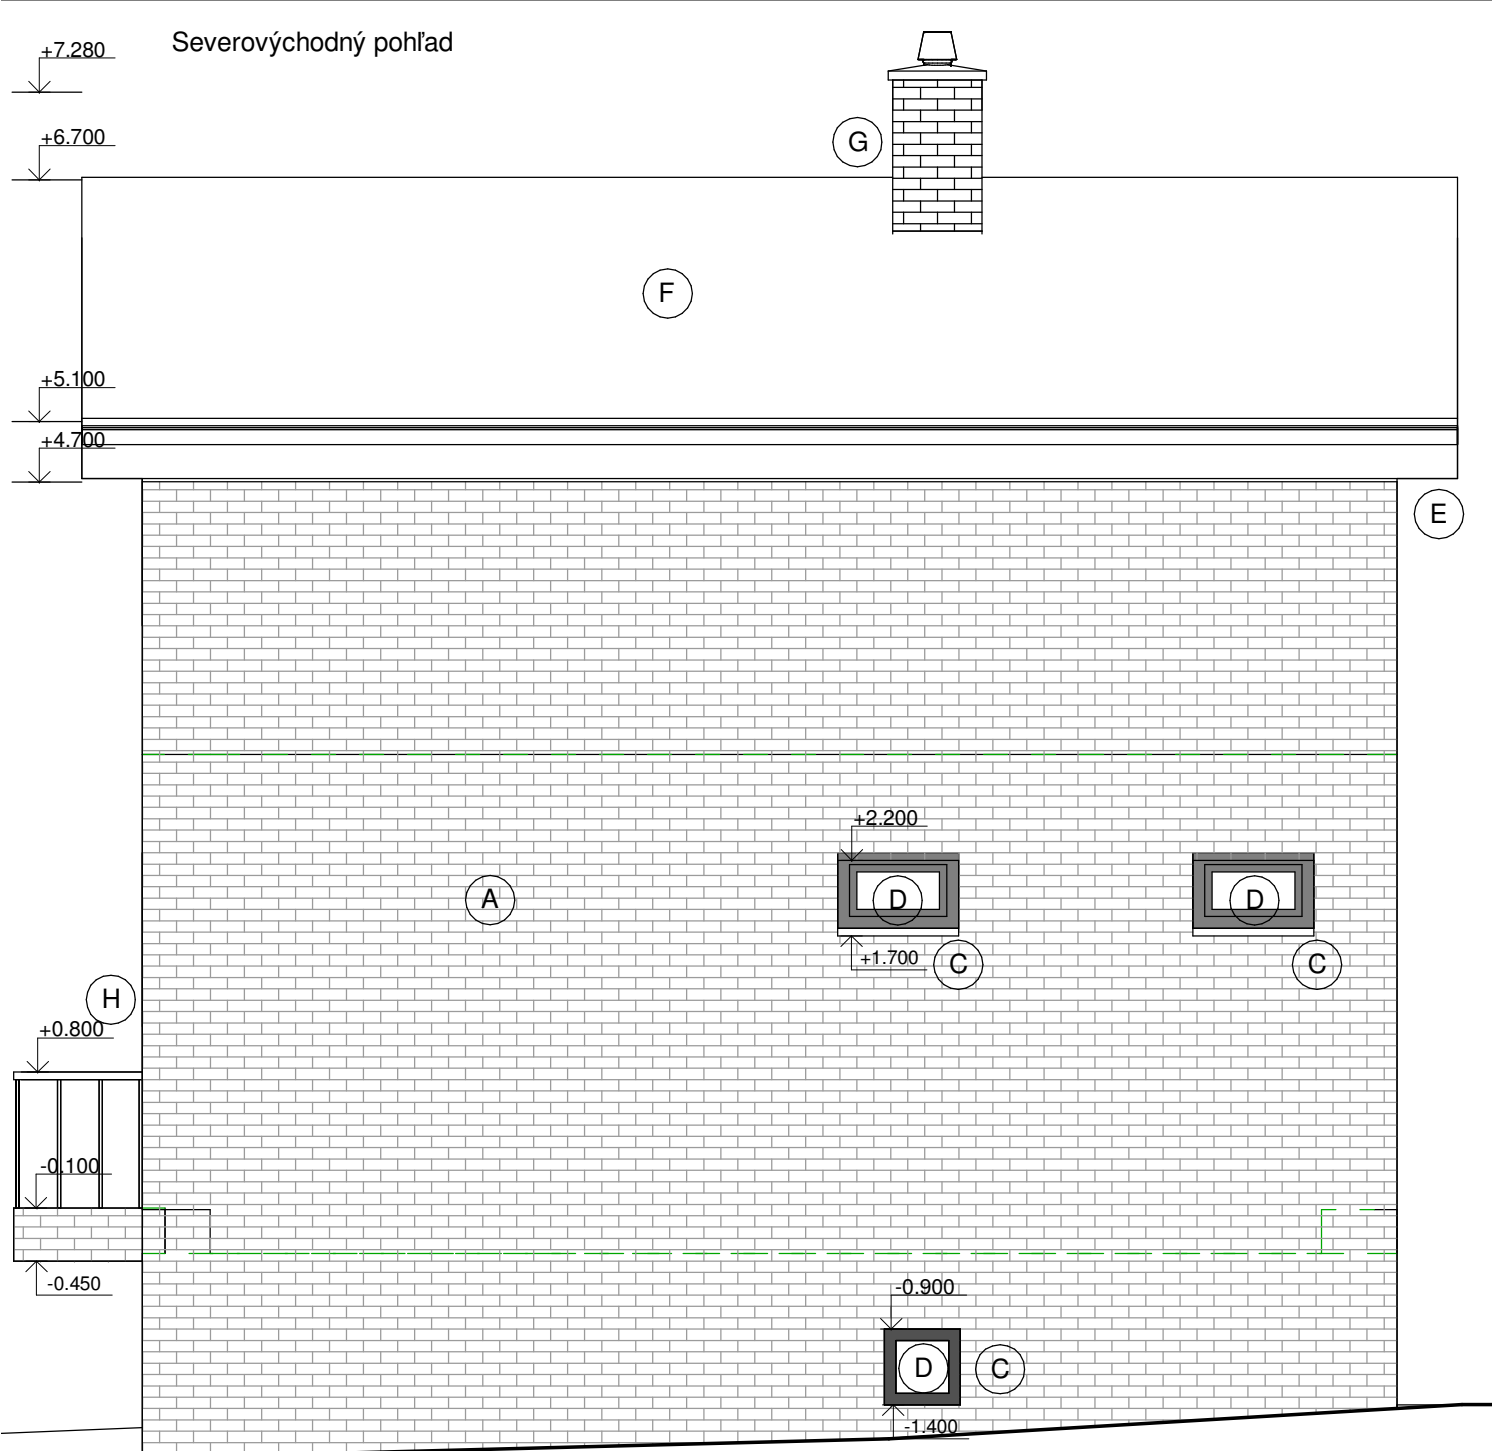 Severovýchodný pohľad
+7.280
+6.700
G
F
+5.100
+4.700
E
+2.200
A
D
D
+1.700
C
C
H
+0.800
-0.100
-0.450
-0.900
D
C
-1.400